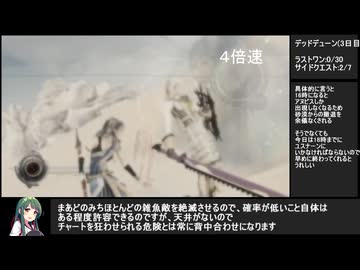 4倍速
デッドデューン(3日目
ラストワン:0/30
サイドクエスト:2/7
具体的に言うと
16時になると
アヌビスしか
出現しなくなるため
砂漠からの撤退を
余儀なくされる
そうでなくても
今日は18時までに
ユスナーンに
いかなければならないので
早めに終わってくれると
うれしい
まあどのみちほとんどの雑魚敵を絶滅させるので、確率が低いこと自体は
ある程度許容できるのですが、天井がないので
チャートを狂わせられる危険とは常に背中合わせになります